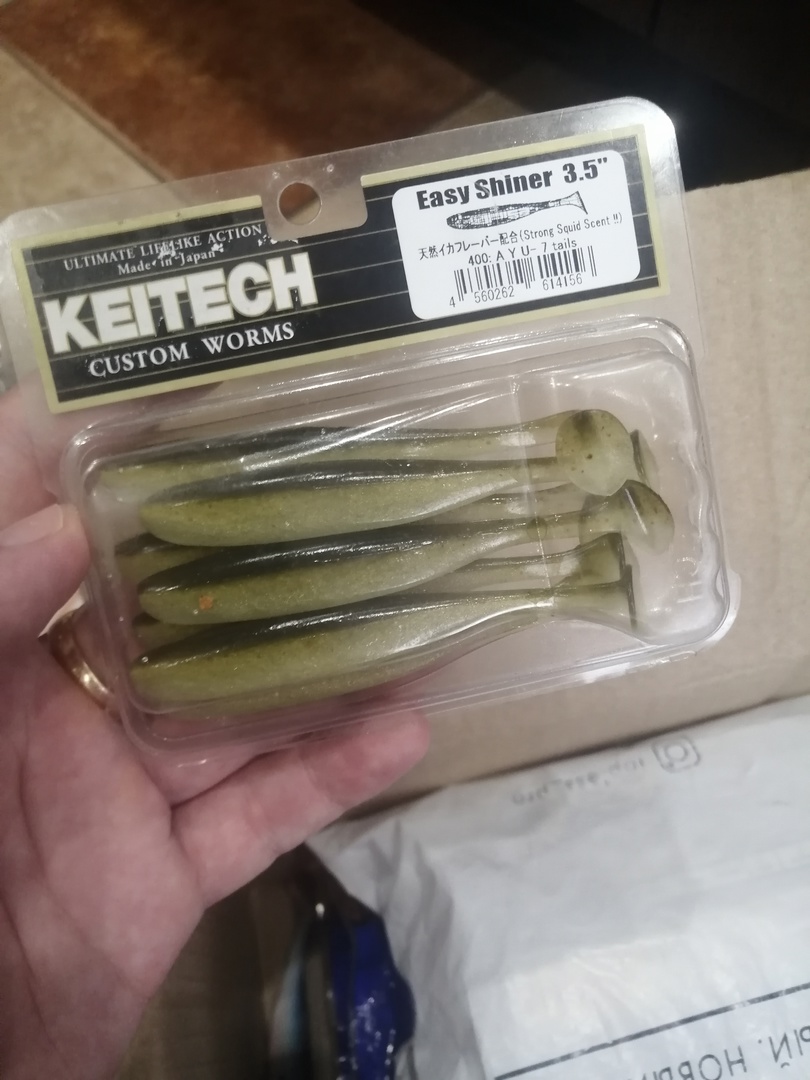 ULTIMATE LIFELIKE ACTION
Made in Japan
KEITECH
CUSTOM WORMS
Easy Shiner 3.5"
天然イカフレーバー配合(Strong Squid Scent !!)
400: A Y U- 7 tails
4 560262 614156